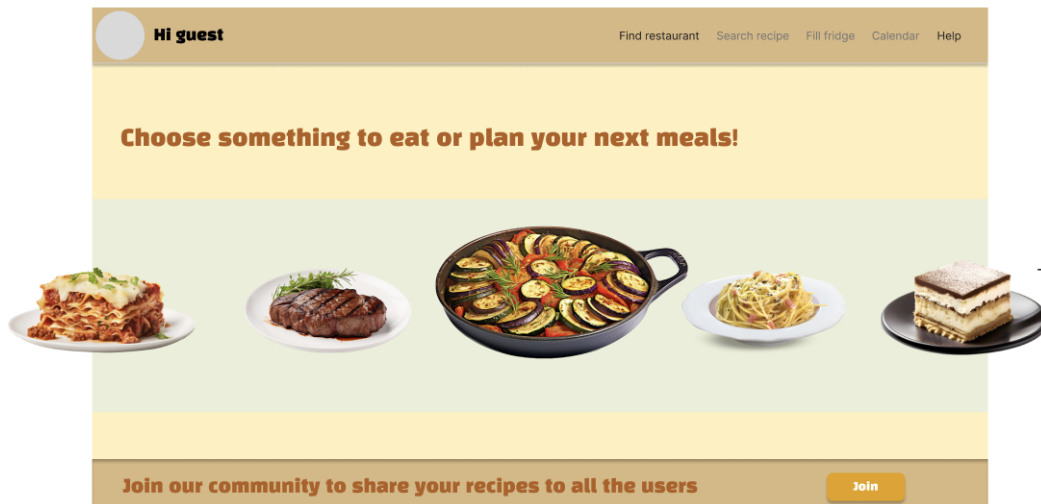 Hi guest
Find restaurant
Search recipe
Fill fridge
Calendar
Help
Choose something to eat or plan your next meals!
Join our community to share your recipes to all the users
Join